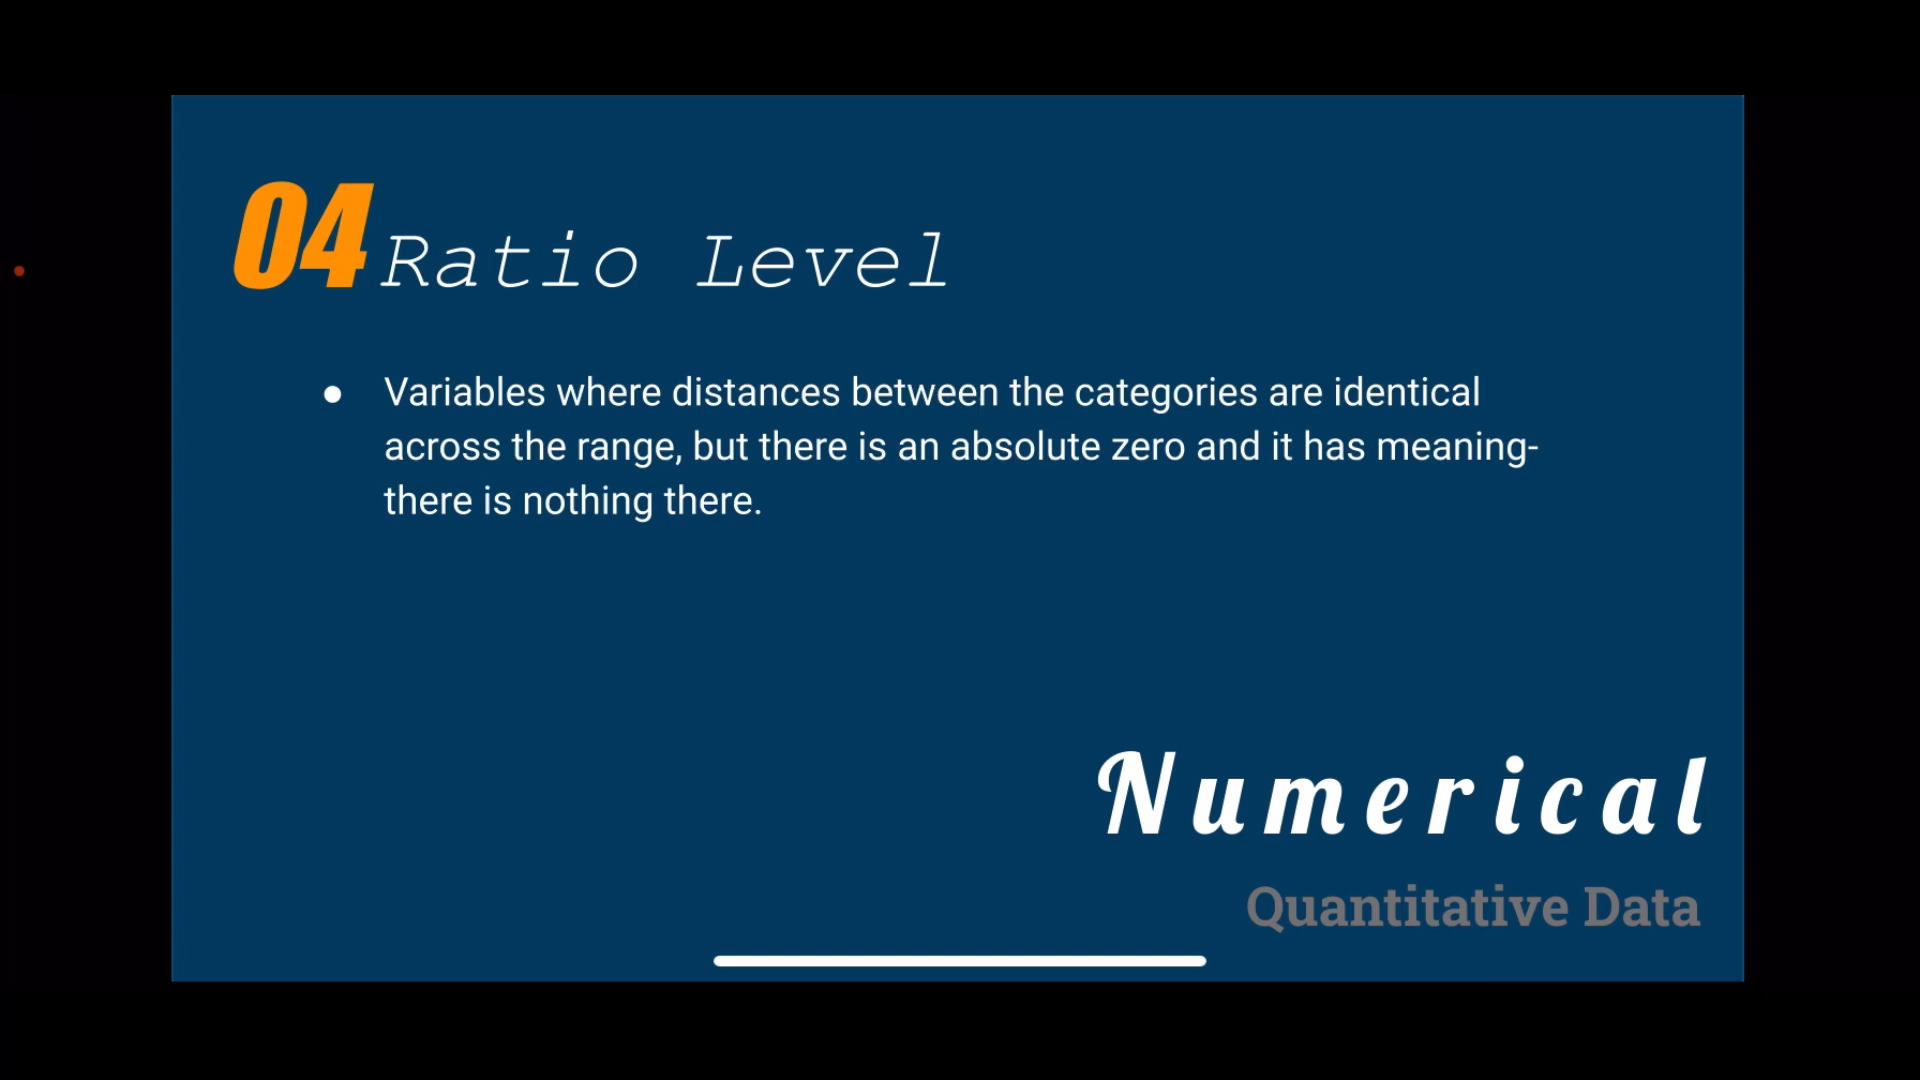 04 Ratio Level
● Variables where distances between the categories are identical
across the range, but there is an absolute zero and it has meaning-
there is nothing there.
Numerical
Quantitative Data